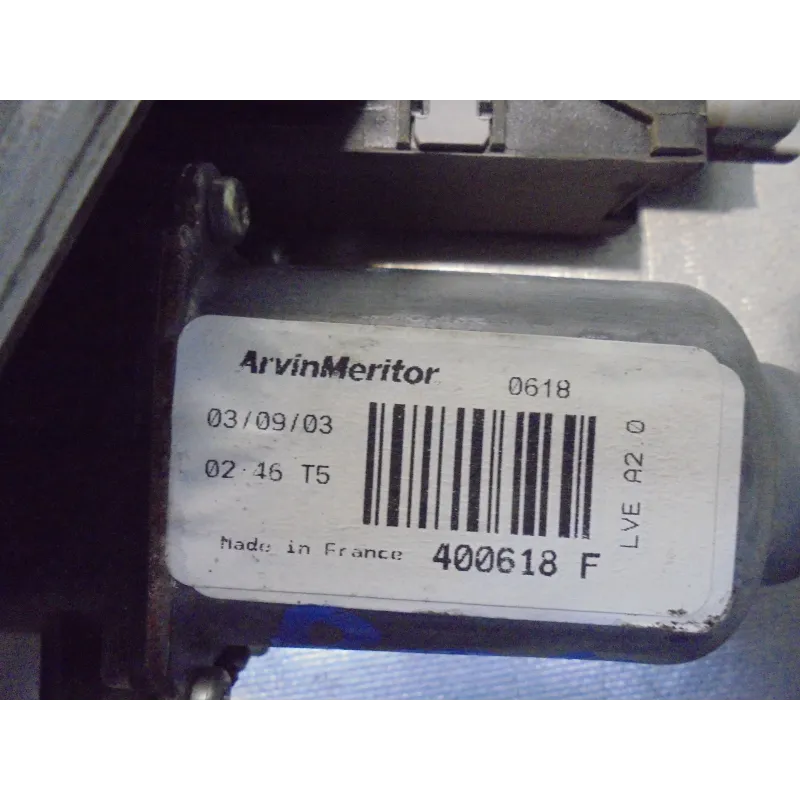 ArvinMeritor 0618
03/09/03
02·46 T5
Made in France 400618 F
LVE A2.0